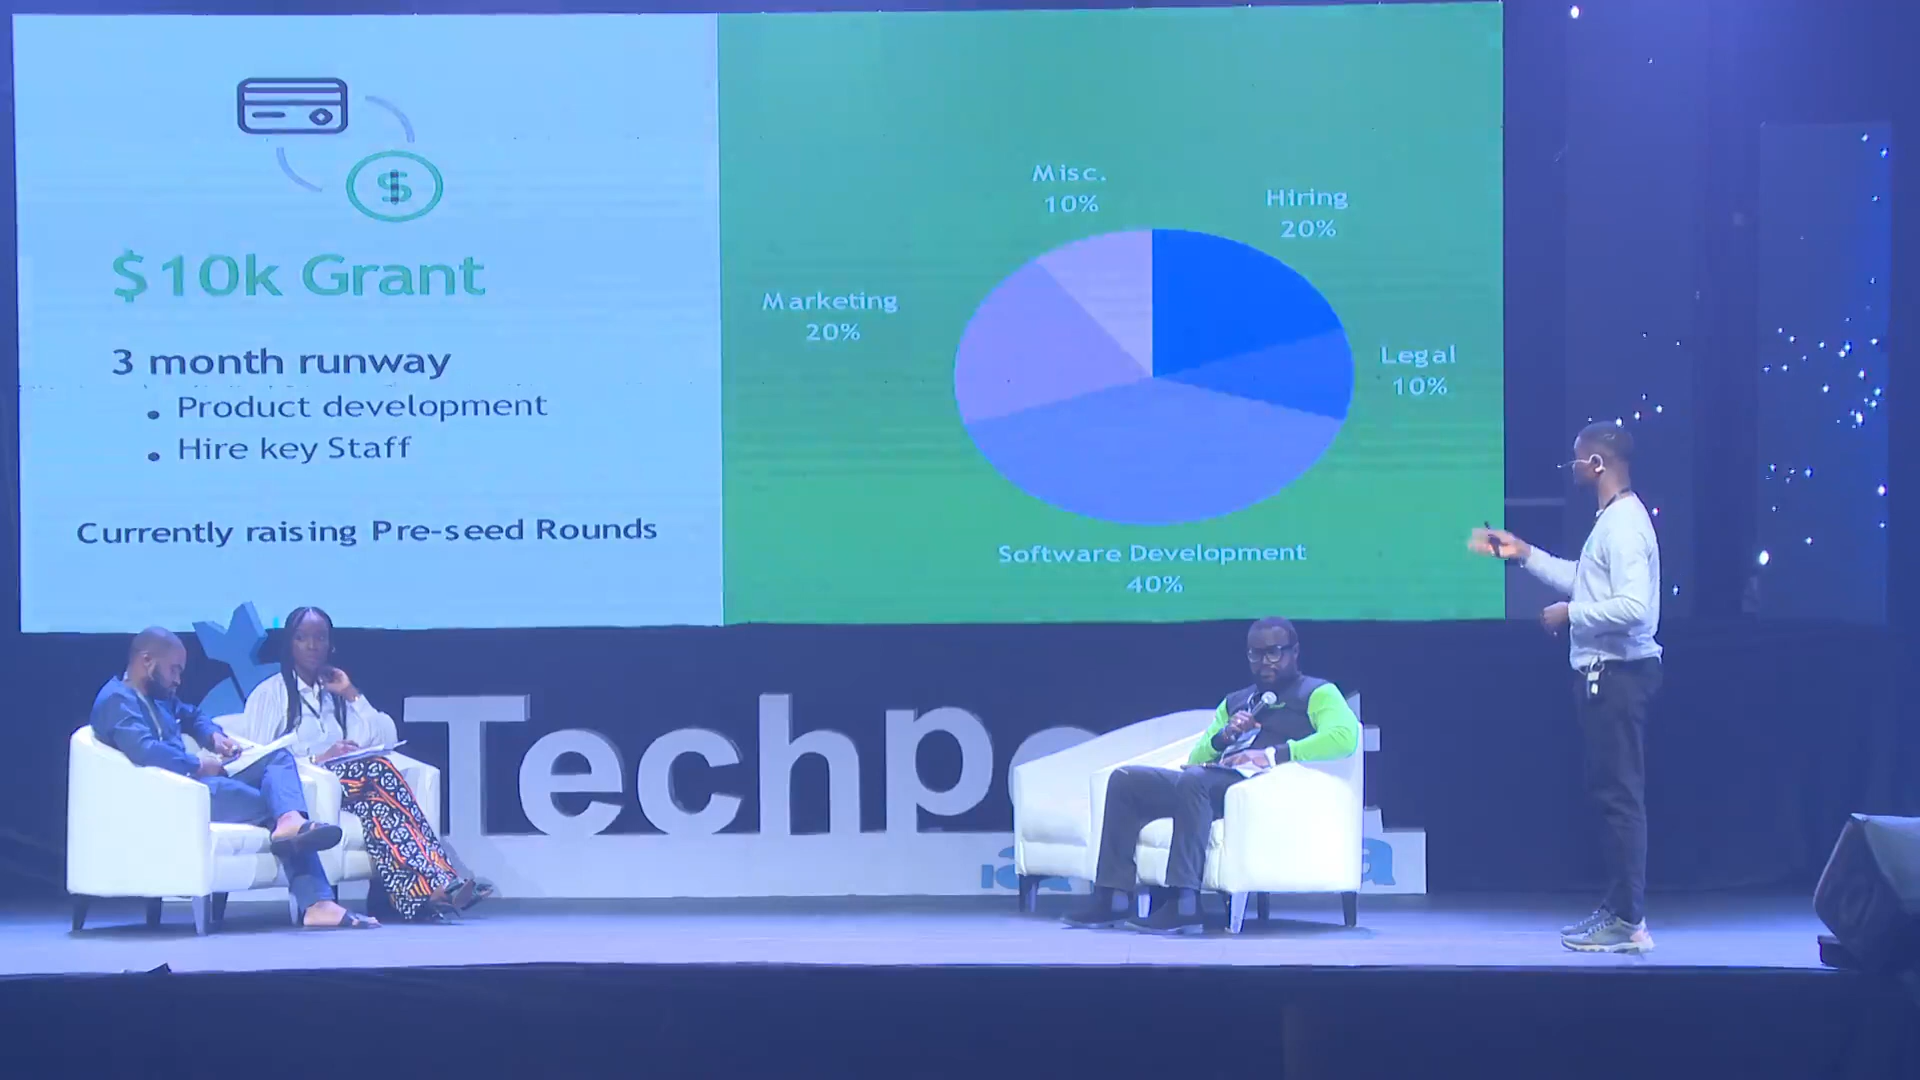 $10k Grant
3 month runway
• Product development
• Hire key Staff
Currently raising Pre-seed Rounds
Misc.
10%
Hiring
20%
Marketing
20%
Legal
10%
Software Development
40%